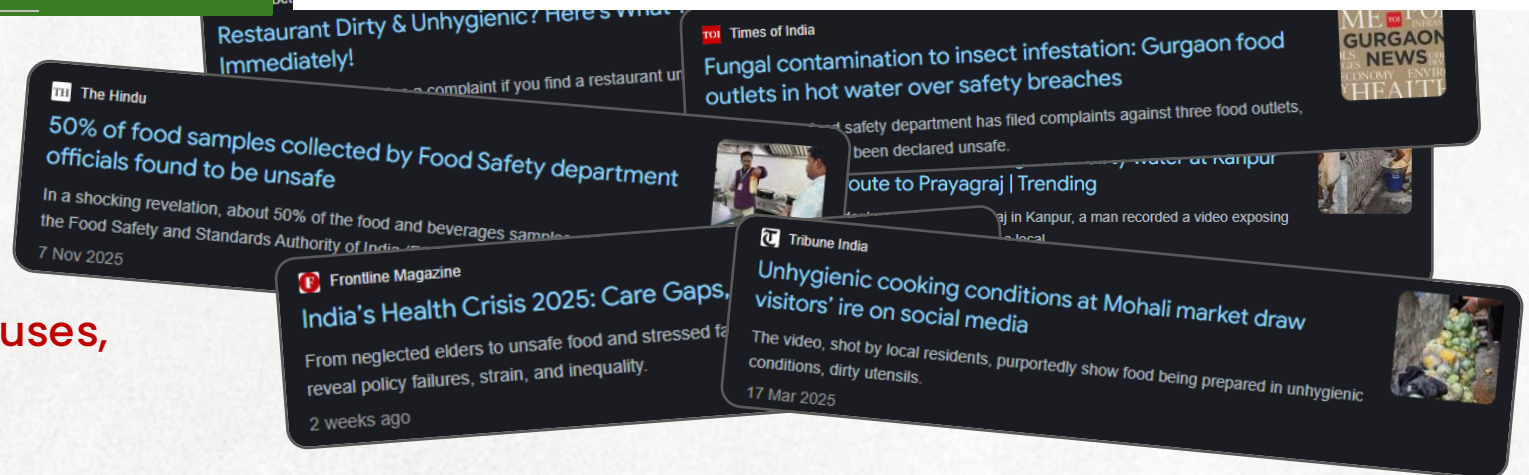 Restaurant Dirty & Unhygienic? Here's What
Immediately!
a complaint if you find a restaurant
TOI Times of India
Fungal contamination to insect infestation: Gurgaon food
outlets in hot water over safety breaches
safety department has filed complaints against three food outlets,
been declared unsafe.
GURGAON
NEWS
ECONOMY
TH The Hindu
50% of food samples collected by Food Safety department
officials found to be unsafe
In a shocking revelation, about 50% of the food and beverages
the Food Safety and Standards Authority of India
7 Nov 2025
water at Kanpur
route to Prayagraj | Trending
in Kanpur, a man recorded a video exposing
local
Frontline Magazine
India's Health Crisis 2025: Care Gaps,
From neglected elders to unsafe food and stressed
reveal policy failures, strain, and inequality.
2 weeks ago
Tribune India
Unhygienic cooking conditions at Mohali market draw
visitors' ire on social media
The video, shot by local residents, purportedly show food being prepared in unhygienic
conditions, dirty utensils.
17 Mar 2025
uses,